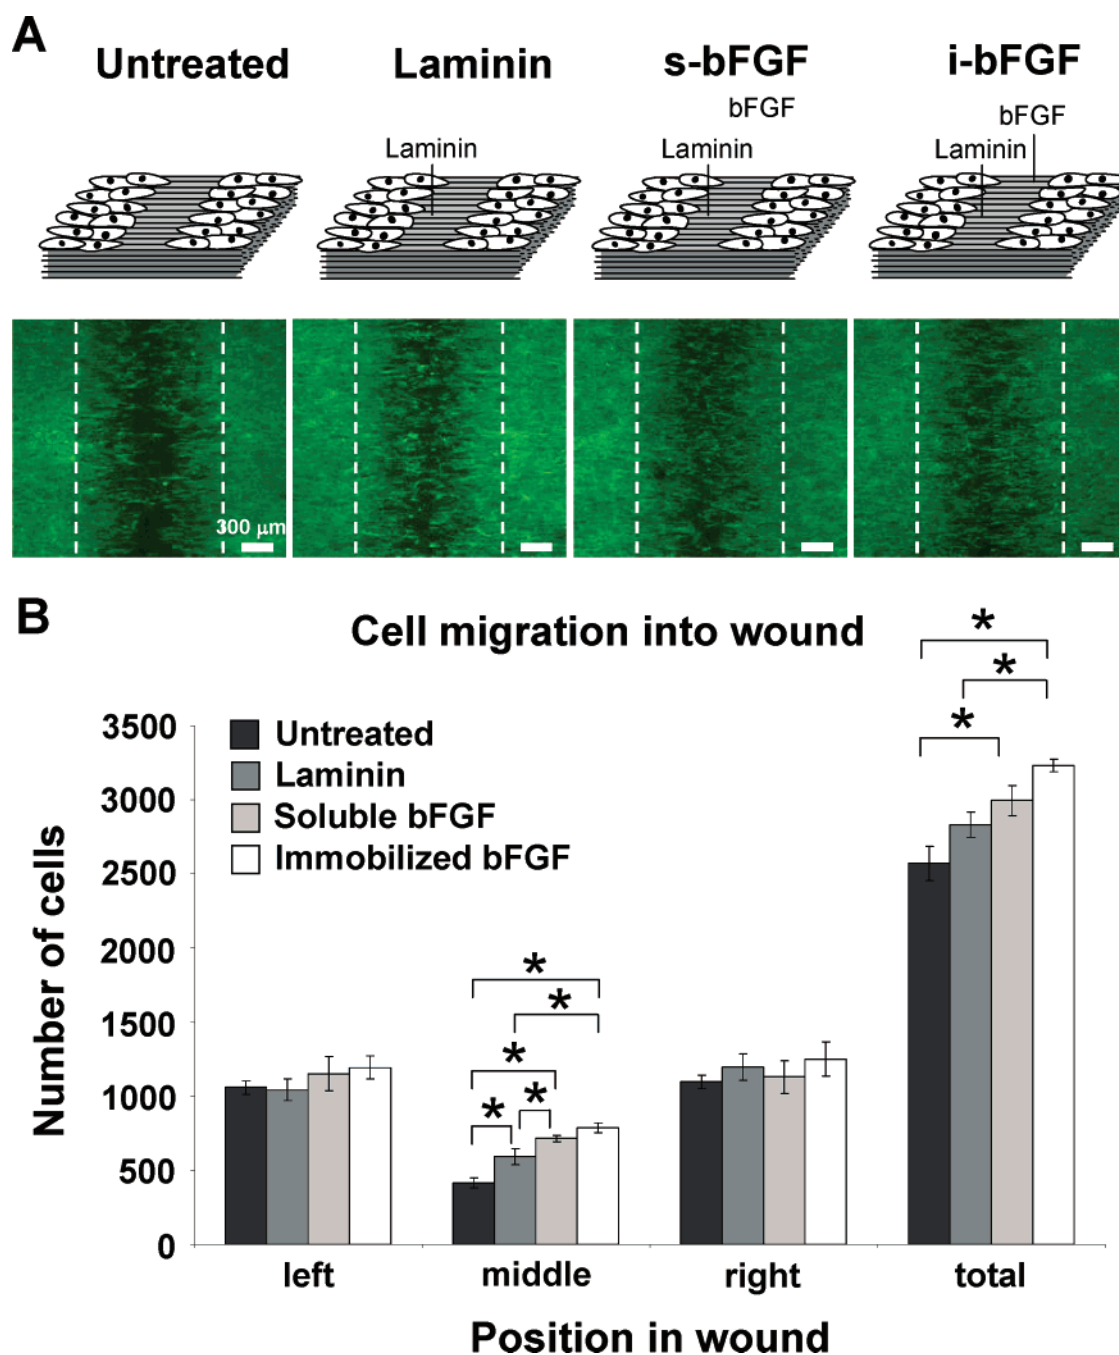 A
Untreated
Laminin
s-bFGF
i-bFGF
bFGF
bFGF
Laminin
Laminin
Laminin
300 μm
B
Cell migration into wound
*
*
*
*
*
*
*
*
3500
3000
2500
2000
1500
1000
500
0
Number of cells
Untreated
Laminin
Soluble bFGF
Immobilized bFGF
left
middle
right
total
Position in wound